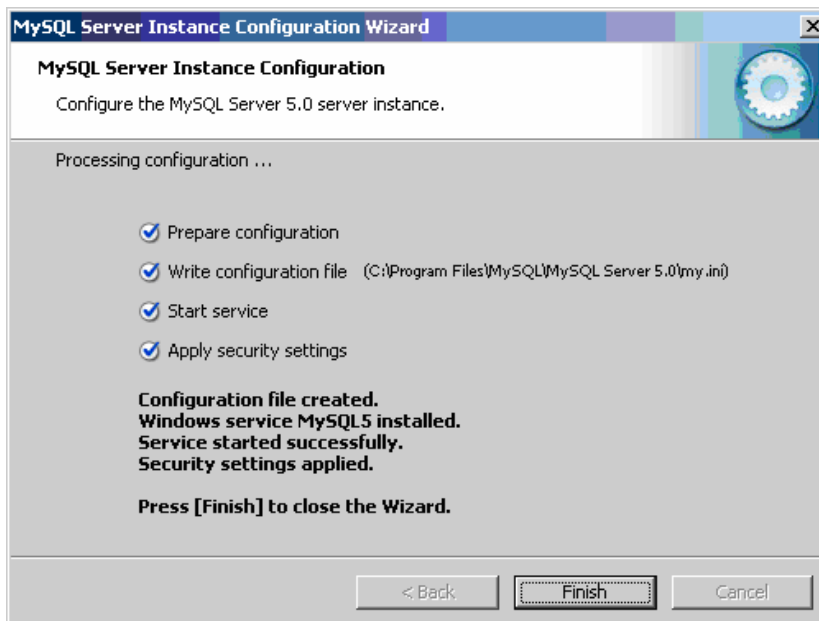 MySQL Server Instance Configuration Wizard
MySQL Server Instance Configuration
Configure the MySQL Server 5.0 server instance.
Processing configuration ...
Prepare configuration
Write configuration file (C:\Program Files\MySQL\MySQL Server 5.0\my.ini)
Start service
Apply security settings
Configuration file created.
Windows service MySQL5 installed.
Service started successfully.
Security settings applied.
Press [Finish] to close the Wizard.
< Back Finish Cancel